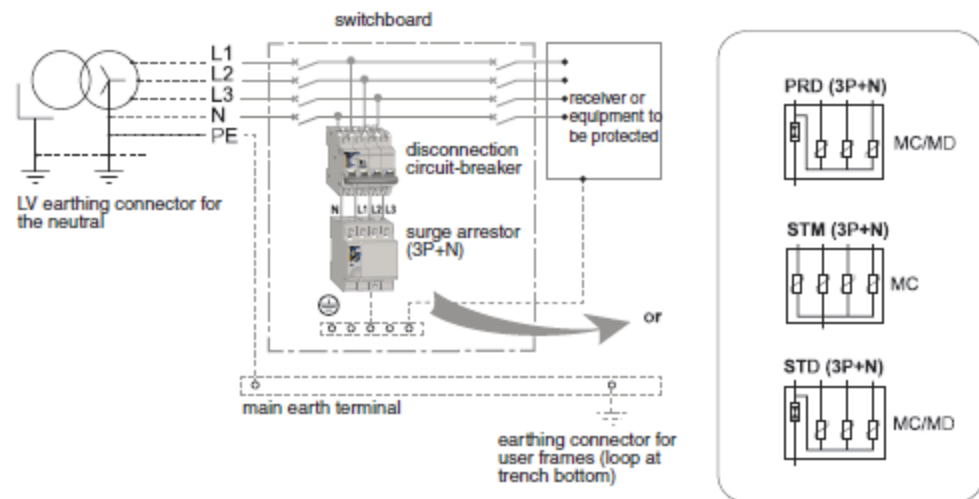 switchboard
L1
L2
L3
N
PE
receiver or
equipment to
be protected
disconnection
circuit-breaker
N L1 L2 L3
surge arrestor
(3P+N)
LV earthing connector for
the neutral
or
main earth terminal
earthing connector for
user frames (loop at
trench bottom)
PRD (3P+N)
MC/MD
STM (3P+N)
MC
STD (3P+N)
MC/MD